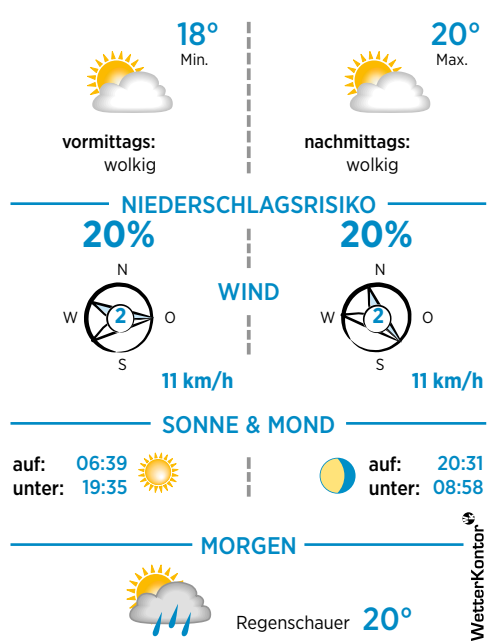 18° 20°
Min. Max.
vormittags: nachmittags:
wolkig wolkig
NIEDERSCHLAGSRISIKO
20% 20%
N N
WIND
W 2 O W 2 O
S S
11 km/h 11 km/h
SONNE & MOND
auf: 06:39 auf: 20:31
unter: 19:35 unter: 08:58
MORGEN
Regenschauer 20°
WetterKontor